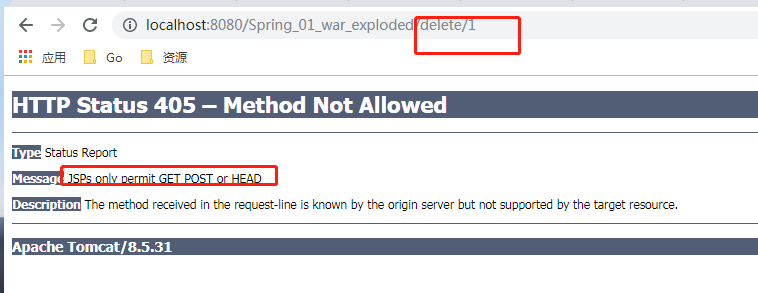 localhost:8080/Spring_01_war_exploded/delete/1
应用 Go 资源
HTTP Status 405 – Method Not Allowed
Type Status Report
Message JSPs only permit GET POST or HEAD
Description The method received in the request-line is known by the origin server but not supported by the target resource.
Apache Tomcat/8.5.31